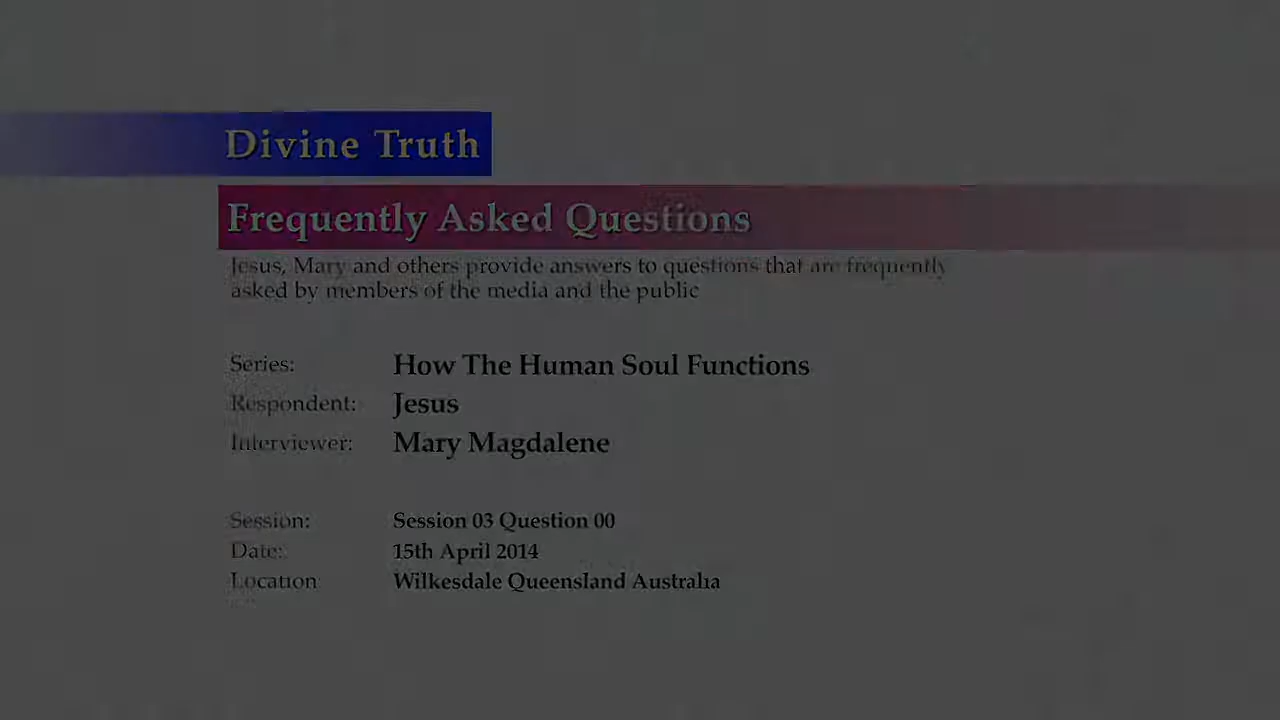 Divine Truth
Frequently Asked Questions
Jesus, Mary and others provide answers to questions that are frequently
asked by members of the media and the public
Series: How The Human Soul Functions
Respondent: Jesus
Interviewer: Mary Magdalene
Session: Session 03 Question 00
Date: 15th April 2014
Location Wilkesdale Queensland Australia